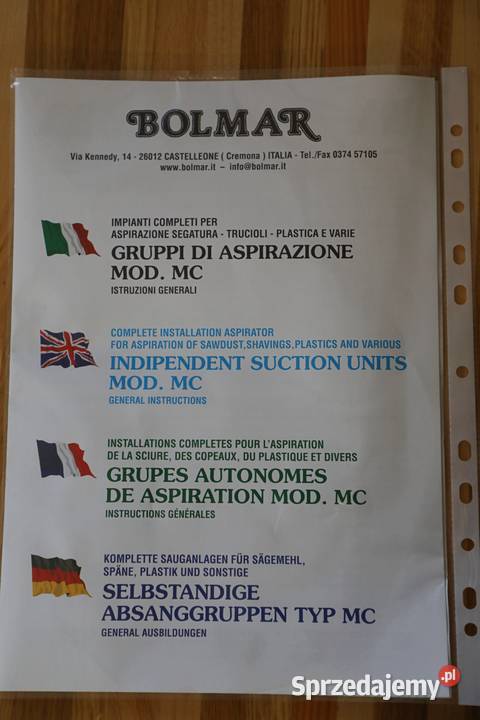 BOLMAR
Via Kennedy, 14 - 26012 CASTELLEONE ( Cremona ) ITALIA - Tel./Fax 0374 57105
www.bolmar.it – info@bolmar.it
IMPIANTI COMPLETI PER
ASPIRAZIONE SEGATURA - TRUCIOLI - PLASTICA E VARIE
GRUPPI DI ASPIRAZIONE
MOD. MC
ISTRUZIONI GENERALI
COMPLETE INSTALLATION ASPIRATOR
FOR ASPIRATION OF SAWDUST,SHAVINGS,PLASTICS AND VARIOUS
INDIPENDENT SUCTION UNITS
MOD. MC
GENERAL INSTRUCTIONS
INSTALLATIONS COMPLETES POUR L'ASPIRATION
DE LA SCIURE, DES COPEAUX, DU PLASTIQUE ET DIVERS
GRUPES AUTONOMES
DE ASPIRATION MOD. MC
INSTRUCTIONS GÉNÉRALES
KOMPLETTE SAUGANLAGEN FÜR SÄGEMEHL,
SPÄNE, PLASTIK UND SONSTIGE
SELBSTANDIGE
ABSANGGRUPPEN TYP MC
GENERAL AUSBILDUNGEN
Sprzedajemy.pl